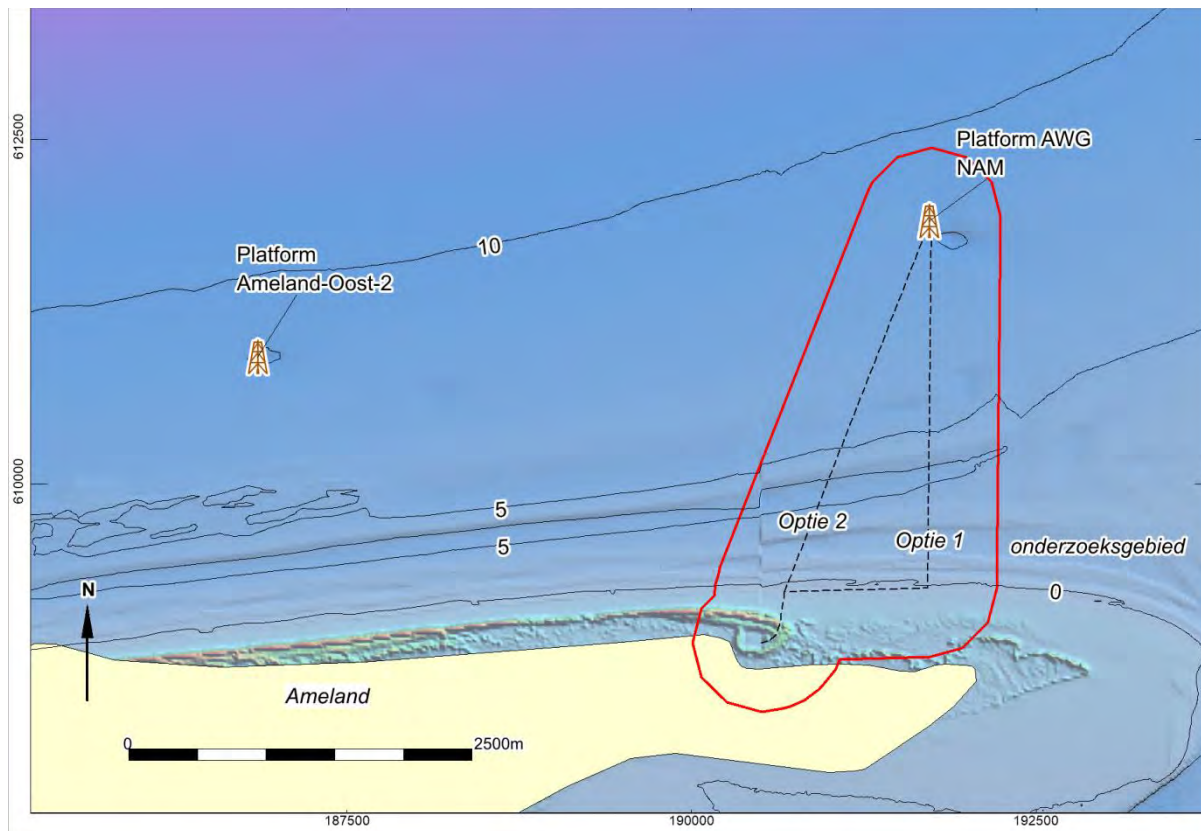 612500
Platform AWG
NAM
Platform
Ameland-Oost-2
10
610000
5
5
Optie 2
Optie 1
onderzoeksgebied
0
N
Ameland
0
2500m
187500
190000
192500